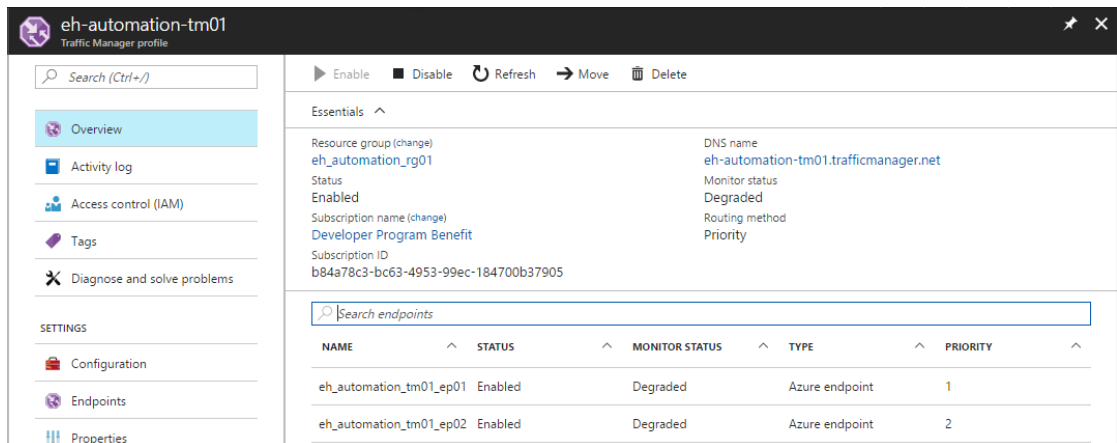 eh-automation-tm01
Traffic Manager profile
Search (Ctrl+/)
Overview
Activity log
Access control (IAM)
Tags
Diagnose and solve problems
SETTINGS
Configuration
Endpoints
Properties
Enable Disable Refresh Move Delete
Essentials
Resource group (change)
eh_automation_rg01
Status
Enabled
Subscription name (change)
Developer Program Benefit
Subscription ID
b84a78c3-bc63-4953-99ec-184700b37905
DNS name
eh-automation-tm01.trafficmanager.net
Monitor status
Degraded
Routing method
Priority
Search endpoints
NAME STATUS MONITOR STATUS TYPE PRIORITY
eh_automation_tm01_ep01 Enabled Degraded Azure endpoint 1
eh_automation_tm01_ep02 Enabled Degraded Azure endpoint 2